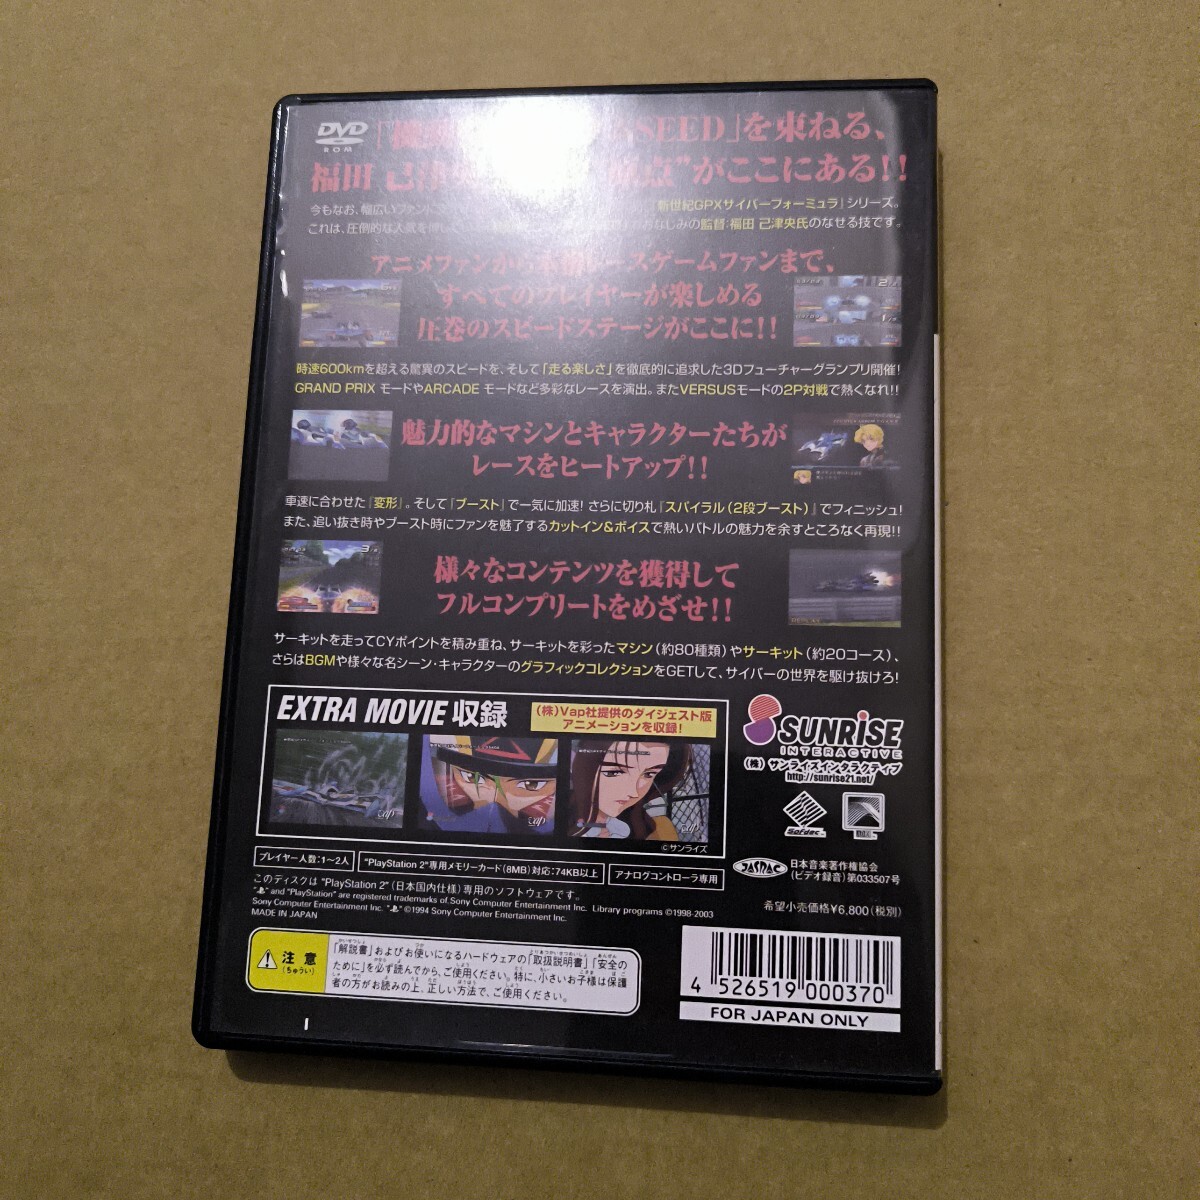 DVD
ROM
SEED」を束ねる、
福田 己津 点"がここにある!!
今もなお、幅広いファンに 新世紀GPXサイバーフォーミュラ」シリーズ。
これは、圧倒的な人気を おなじみの監督:福田 己津央氏のなせる技です。
アニメファンから ースゲームファンまで、
すべてのプレイヤーが楽しめる
圧巻のスピードステージがここに!!
時速600kmを超える驚異のスピードを、そして「走る楽しさ」を徹底的に追求した3Dフューチャーグランプリ開催!
GRAND PRIX モードやARCADE モードなど多彩なレースを演出。またVERSUSモードの2P対戦で熱くなれ!!
魅力的なマシンとキャラクターたちが
レースをヒートアップ!!
車速に合わせた『変形』。そして『ブースト』で一気に加速! さらに切り札『スパイラル(2段ブースト)』でフィニッシュ!
また、追い抜き時やブースト時にファンを魅了するカットイン&ボイスで熱いバトルの魅力を余すところなく再現!!
様々なコンテンツを獲得して
フルコンプリートをめざせ!!
サーキットを走ってCYポイントを積み重ね、サーキットを彩ったマシン(約80種類)やサーキット(約20コース)、
さらはBGMや様々な名シーン・キャラクターのグラフィックコレクションをGETして、サイバーの世界を駆け抜けろ!
EXTRA MOVIE 収録
(株)Vap社提供のダイジェスト版
アニメーションを収録!
vap
vap
vap
©サンライズ
SUNRISE
INTERACTIVE
(株)サンライズインタラクティブ
http://sunrise21.net/
Sofdec
プレイヤー人数:1~2人
"PlayStation 2"専用メモリーカード(8MB)対応:74KB以上
アナログコントローラ専用
JASRAC
日本音楽著作権協会
(ビデオ録音)第033507号
このディスクは "PlayStation 2"(日本国内仕様)専用のソフトウェアです。
" " and "PlayStation" are registered trademarks of Sony Computer Entertainment Inc.
Sony Computer Entertainment Inc. " " ©1994 Sony Computer Entertainment Inc. Library programs ©1998-2003
MADE IN JAPAN
希望小売価格¥6,800(税別)
注意
(ちゅうい)
「解説書」およびお使いになるハードウェアの「取扱説明書」「安全の
ために」を必ず読んでから、ご使用ください。特に、小さいお子様は保護
者の方がお読みの上、正しい方法で、ご使用ください。
4 526519 000370
FOR JAPAN ONLY